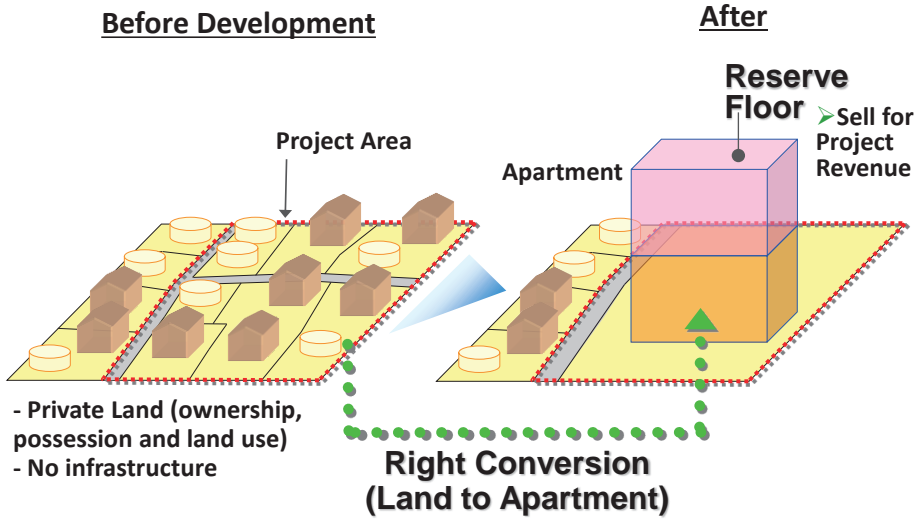 Before Development
After
Reserve
Floor
➢Sell for
Project
Revenue
Project Area
Apartment
- Private Land (ownership,
possession and land use)
- No infrastructure
Right Conversion
(Land to Apartment)